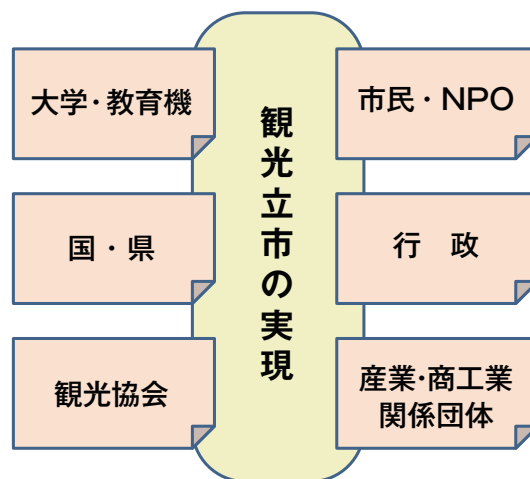 大学・教育機
市民・NPO
観光立市の実現
国・県
行　政
観光協会
産業・商工業
関係団体